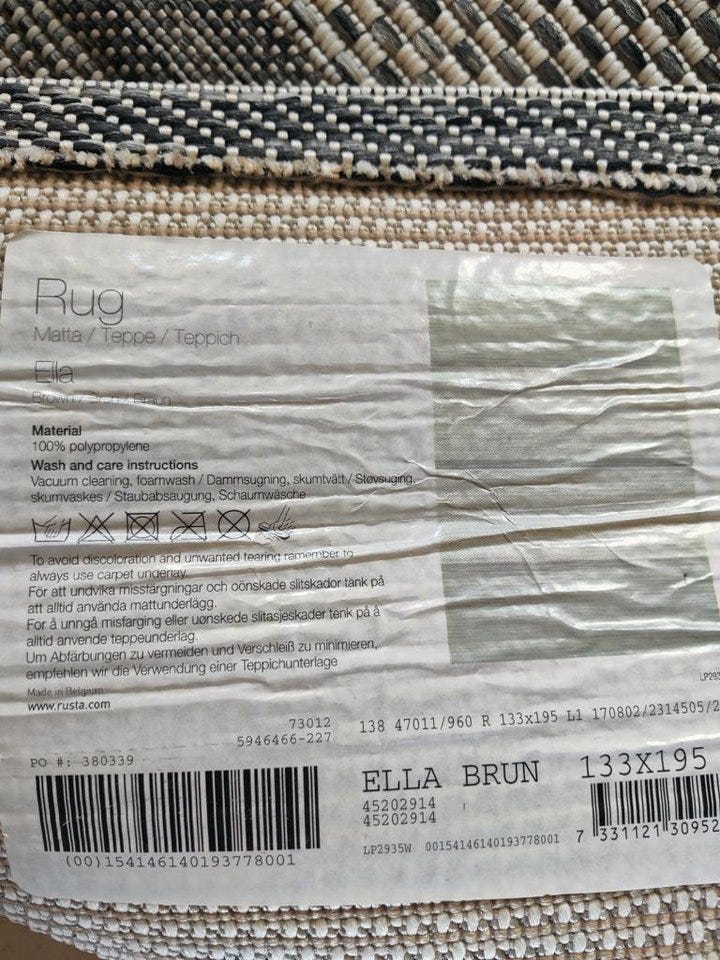 Rug
Matta / Teppe / Teppich
Ella
Brown / Brun / Braun
Material
100% polypropylene
Wash and care instructions
Vacuum cleaning, foamwash / Dammsugning, skumtvätt / Støvsuging,
skumvaskes / Staubabsaugung, Schaumwäsche
To avoid discoloration and unwanted tearing remember to
always use carpet underlay.
För att undvika missfärgningar och oönskade slitskador tänk på
att alltid använda mattunderlägg.
For å unngå misfarging eller uønskede slitasjeskader tenk på å
alltid anvende teppeunderlag.
Um Abfärbungen zu vermeiden und Verschleiß zu minimieren,
empfehlen wir die Verwendung einer Teppichunterlage
Made in Belgium
www.rusta.com
LP293
73012
5946466-227
138 47011/960 R 133x195 L1 170802/2314505/2
PO #: 380339
(00)154146140193778001
ELLA BRUN 133X195
45202914
45202914
LP2935W 00154146140193778001
7 331121 30952